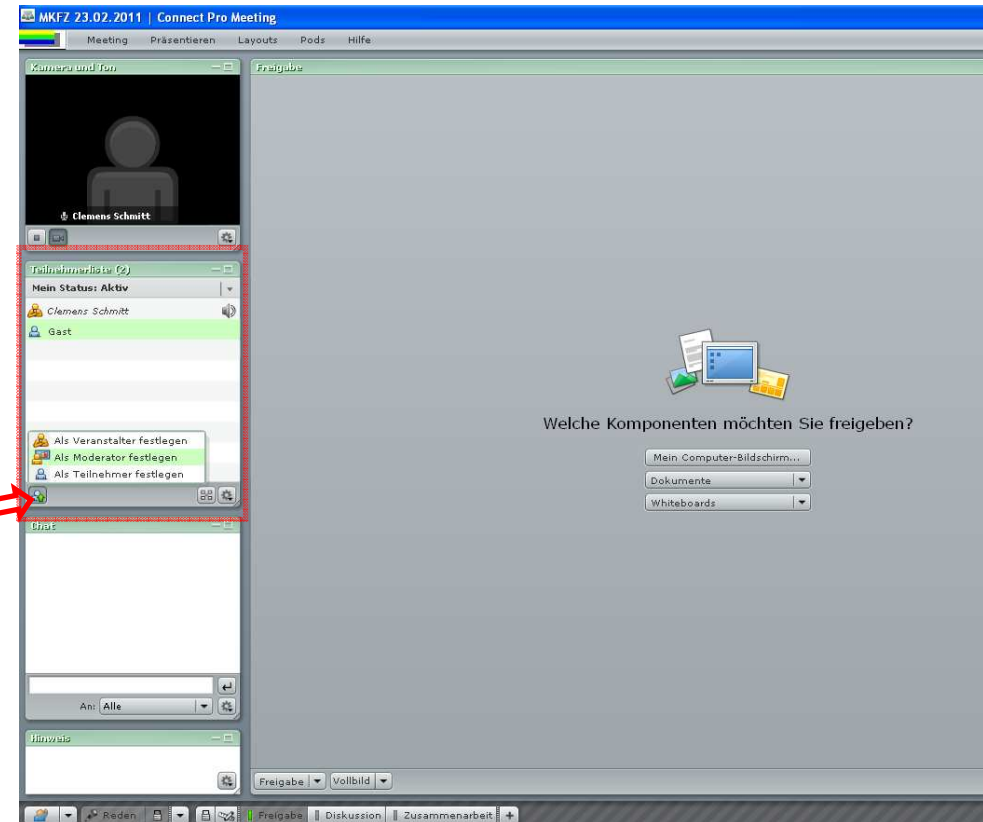 MKFZ 23.02.2011 | Connect Pro Meeting
Meeting Präsentieren Layouts Pods Hilfe
Kamera und Ton
Clemens Schmitt
Teilnehmerliste (2)
Mein Status: Aktiv
Clemens Schmitt
Gast
Als Veranstalter festlegen
Als Moderator festlegen
Als Teilnehmer festlegen
Chat
An: Alle
Hinweis
Freigabe
Welche Komponenten möchten Sie freigeben?
Mein Computer-Bildschirm...
Dokumente
Whiteboards
Freigabe Vollbild
Reden Freigabe Diskussion Zusammenarbeit +